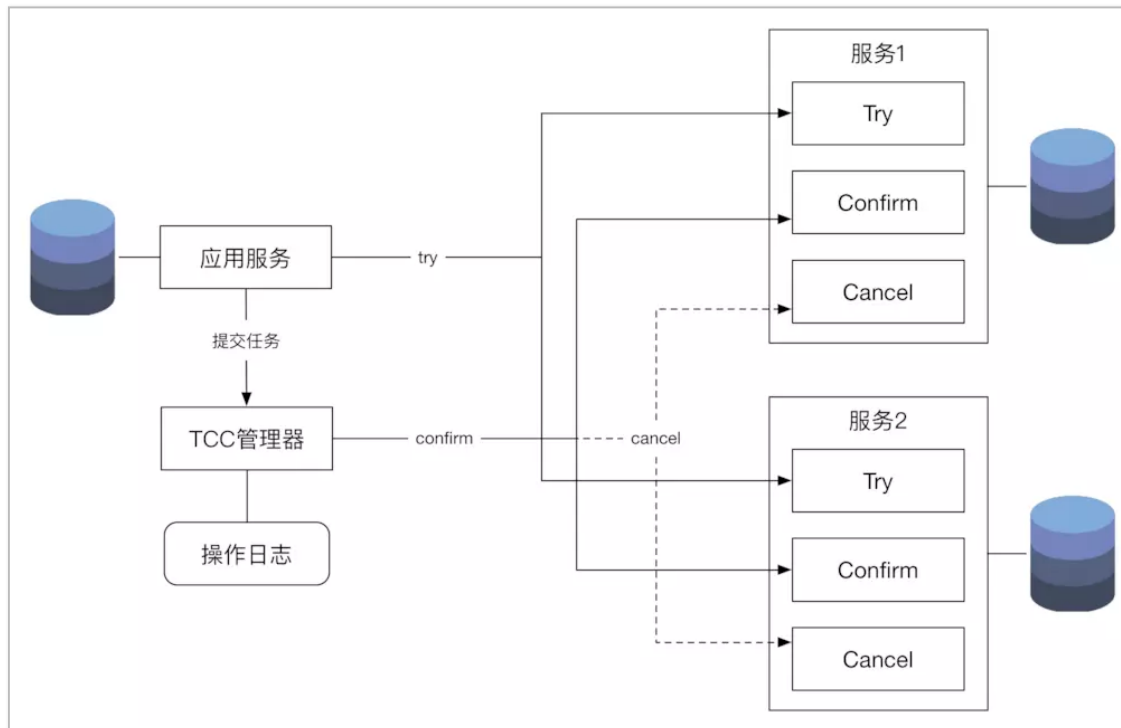 服务1
Try
Confirm
Cancel
应用服务
try
提交任务
TCC管理器
confirm
cancel
操作日志
服务2
Try
Confirm
Cancel